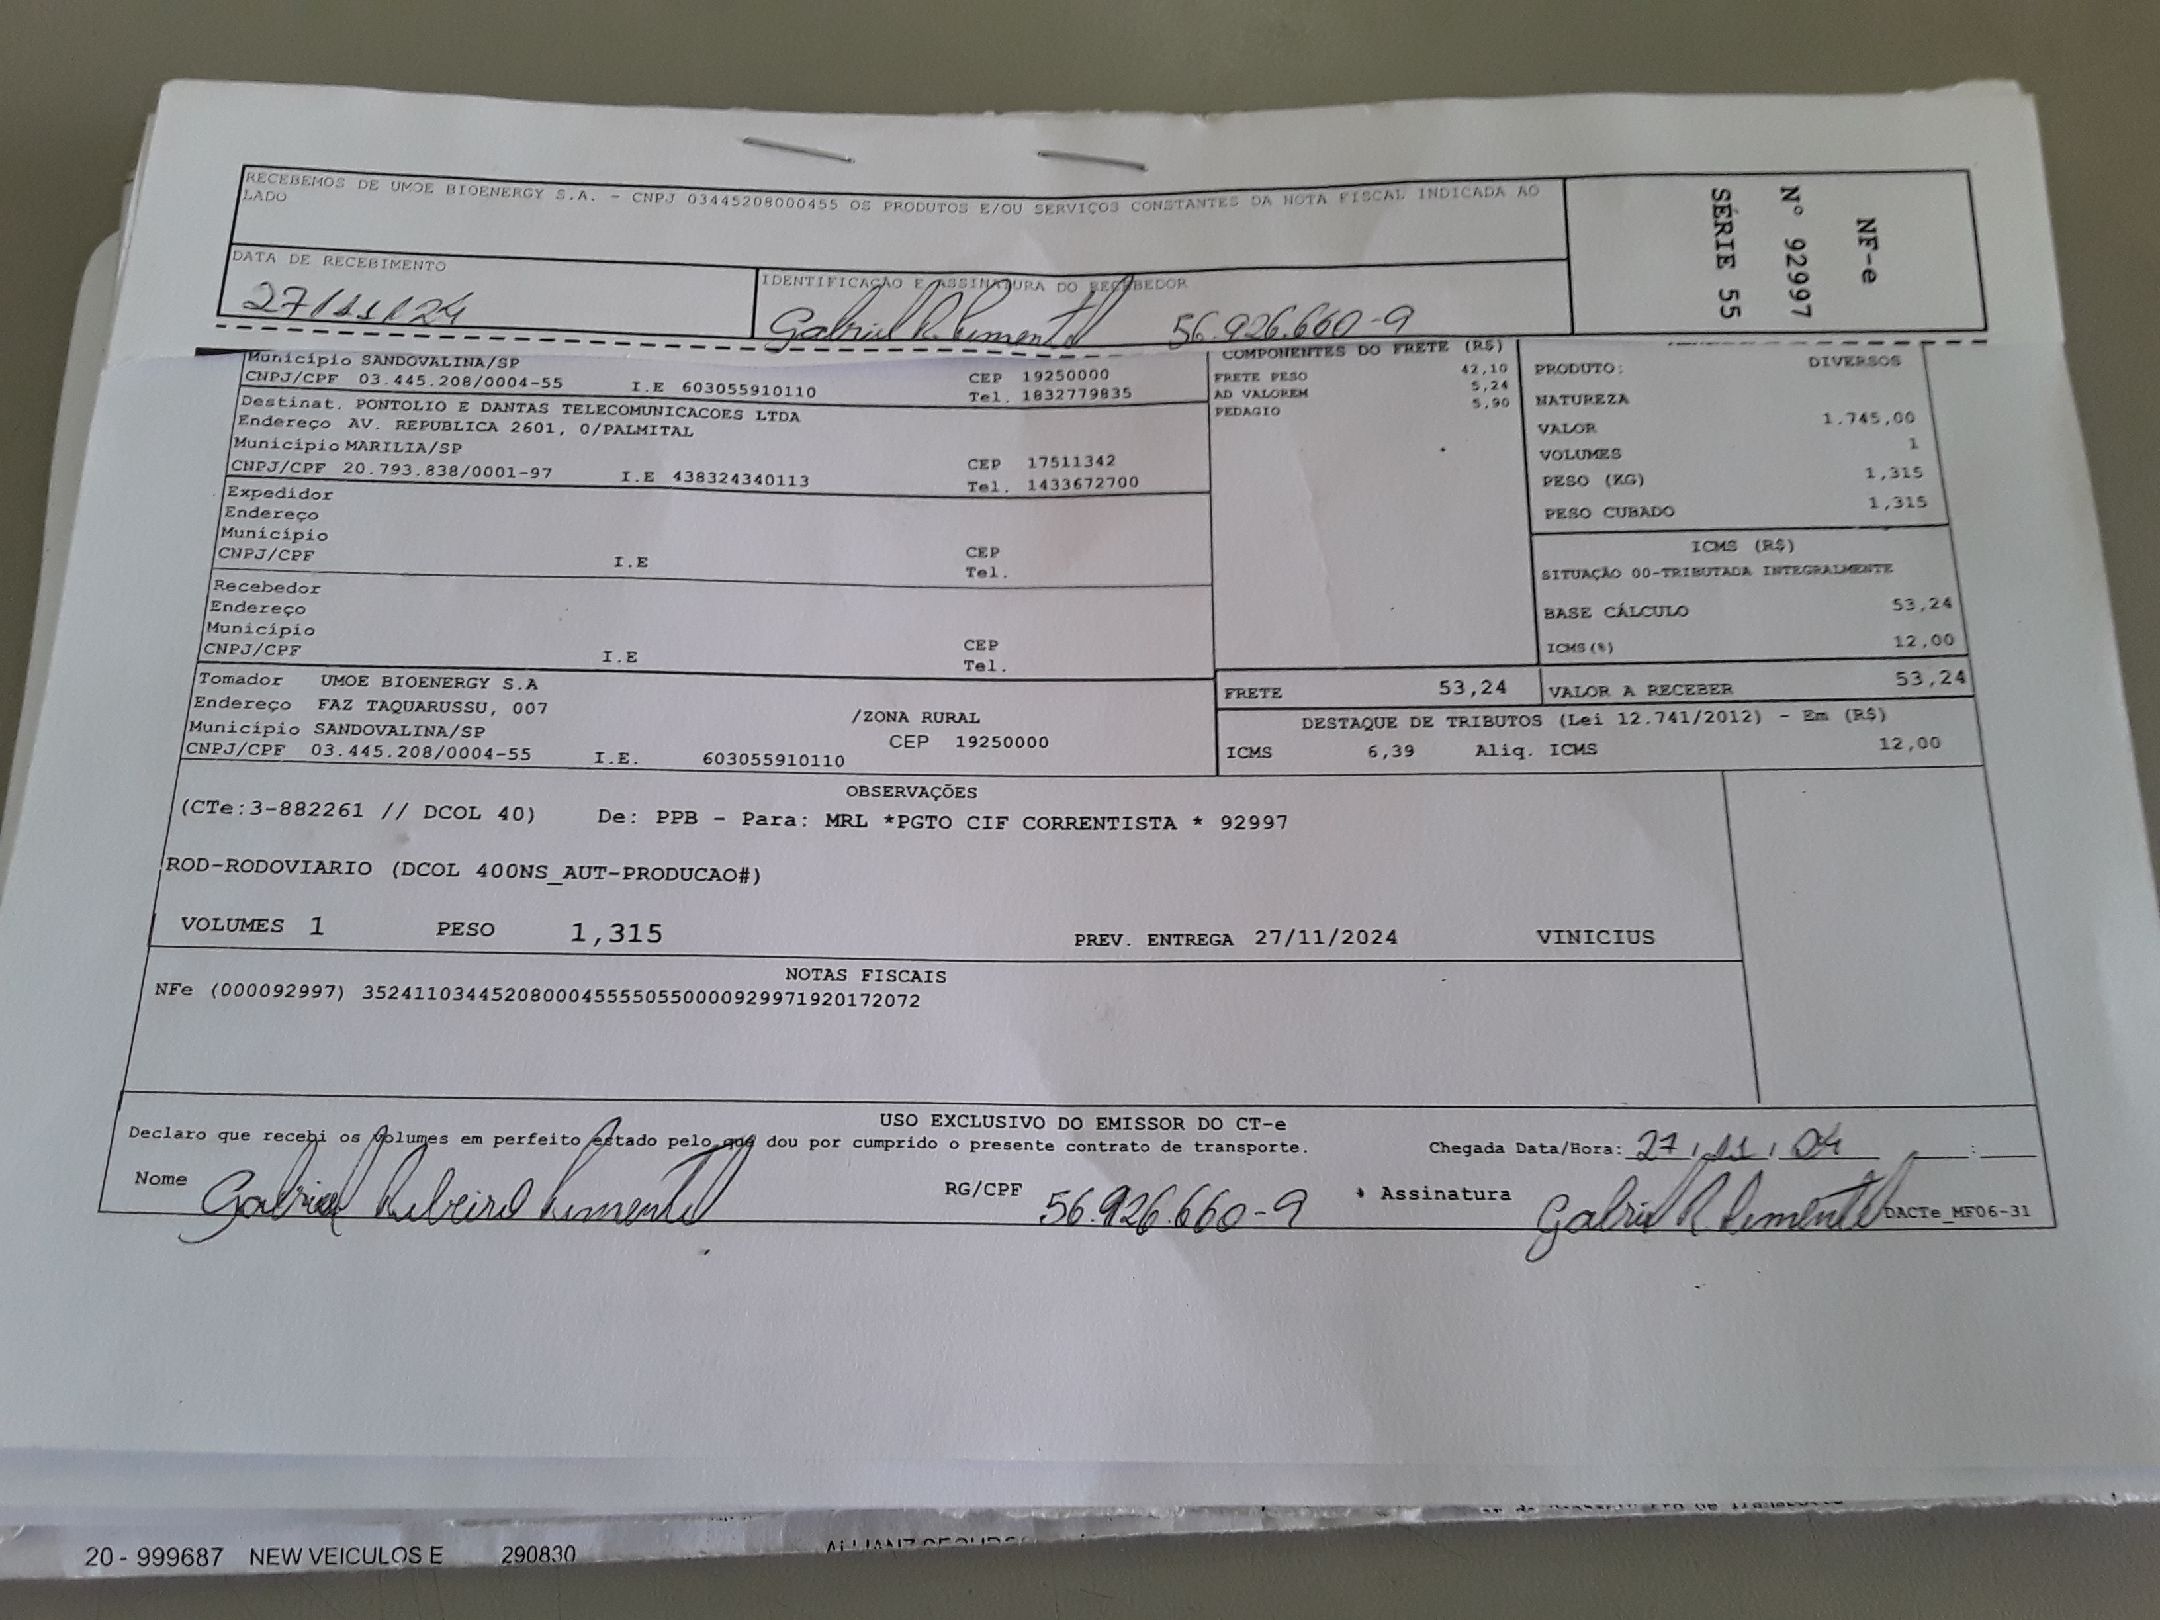 RECEBEMOS DE UMOE BIOENERGY S.A. - CNPJ 03445208000455 OS PRODUTOS E/OU SERVIÇOS CONSTANTES DA NOTA FISCAL INDICADA AO
LADO
NF-e
Nº 92997
SÉRIE 55
DATA DE RECEBIMENTO
27/11/24
IDENTIFICAÇÃO E ASSINATURA DO RECEBEDOR
Gabriel R. Pimentel 56.926.660-9
Município SANDOVALINA/SP CEP 19250000
CNPJ/CPF 03.445.208/0004-55 I.E 603055910110 Tel. 1832779835
Destinat. PONTOLIO E DANTAS TELECOMUNICACOES LTDA
Endereço AV. REPUBLICA 2601, 0/PALMITAL
Município MARILIA/SP CEP 17511342
CNPJ/CPF 20.793.838/0001-97 I.E 438324340113 Tel. 1433672700
Expedidor
Endereço
Município CEP
CNPJ/CPF I.E Tel.
Recebedor
Endereço
Município CEP
CNPJ/CPF I.E Tel.
Tomador UMOE BIOENERGY S.A
Endereço FAZ TAQUARUSSU, 007 /ZONA RURAL
Município SANDOVALINA/SP CEP 19250000
CNPJ/CPF 03.445.208/0004-55 I.E. 603055910110
COMPONENTES DO FRETE (R$)
FRETE PESO 42,10
AD VALOREM 5,24
PEDAGIO 5,90
PRODUTO: DIVERSOS
NATUREZA
VALOR 1.745,00
VOLUMES 1
PESO (KG) 1,315
PESO CUBADO 1,315
ICMS (R$)
SITUAÇÃO 00-TRIBUTADA INTEGRALMENTE
BASE CÁLCULO 53,24
ICMS(%) 12,00
FRETE 53,24 VALOR A RECEBER 53,24
DESTAQUE DE TRIBUTOS (Lei 12.741/2012) - Em (R$)
ICMS 6,39 Aliq. ICMS 12,00
OBSERVAÇÕES
(CTe:3-882261 // DCOL 40) De: PPB - Para: MRL *PGTO CIF CORRENTISTA * 92997
ROD-RODOVIARIO (DCOL 400NS_AUT-PRODUCAO#)
VOLUMES 1 PESO 1,315 PREV. ENTREGA 27/11/2024 VINICIUS
NOTAS FISCAIS
NFe (000092997) 35241103445208000455550550000929971920172072
USO EXCLUSIVO DO EMISSOR DO CT-e
Declaro que recebi os volumes em perfeito estado pelo que dou por cumprido o presente contrato de transporte. Chegada Data/Hora: 27/11/24 __:__
Nome Gabriel Ribeiro Pimentel RG/CPF 56.926.660-9 Assinatura Gabriel R Pimentel DACTe_MF06-31
20 - 999687 NEW VEICULOS E 290830